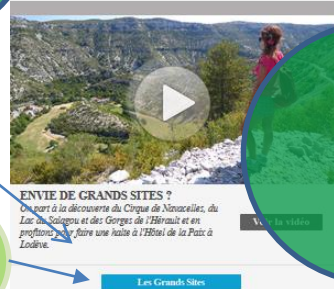 ENVIE DE GRANDS SITES ?
On part à la découverte du Cirque de Navacelles, du
Lac du Salagou et des Gorges de l'Hérault et en
profitons pour faire une halte à l'Hôtel de la Paix à
Lodève.
Voir la vidéo
Les Grands Sites